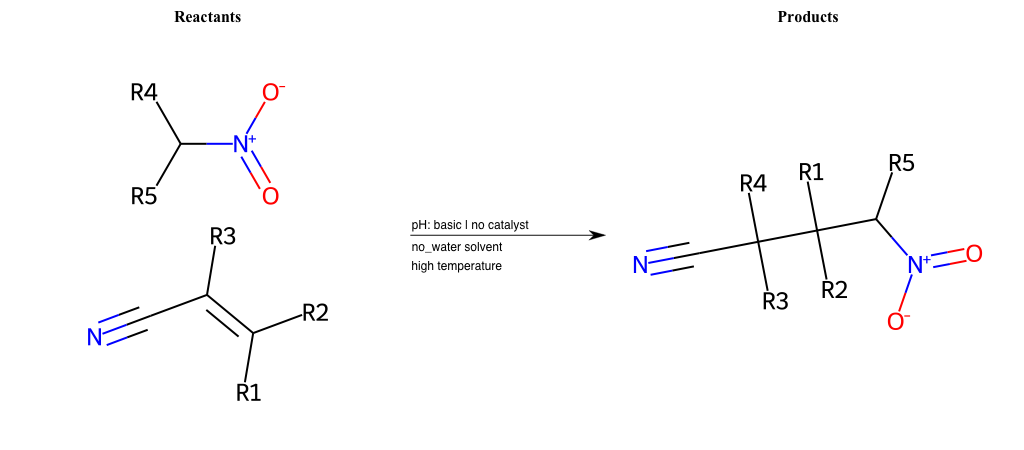 Reactants
Products
R4
O⁻
N⁺
R5
O
R3
N
R2
R1
pH: basic | no catalyst
no_water solvent
high temperature
R4
R1
R5
N
N⁺
O
R3
R2
O⁻